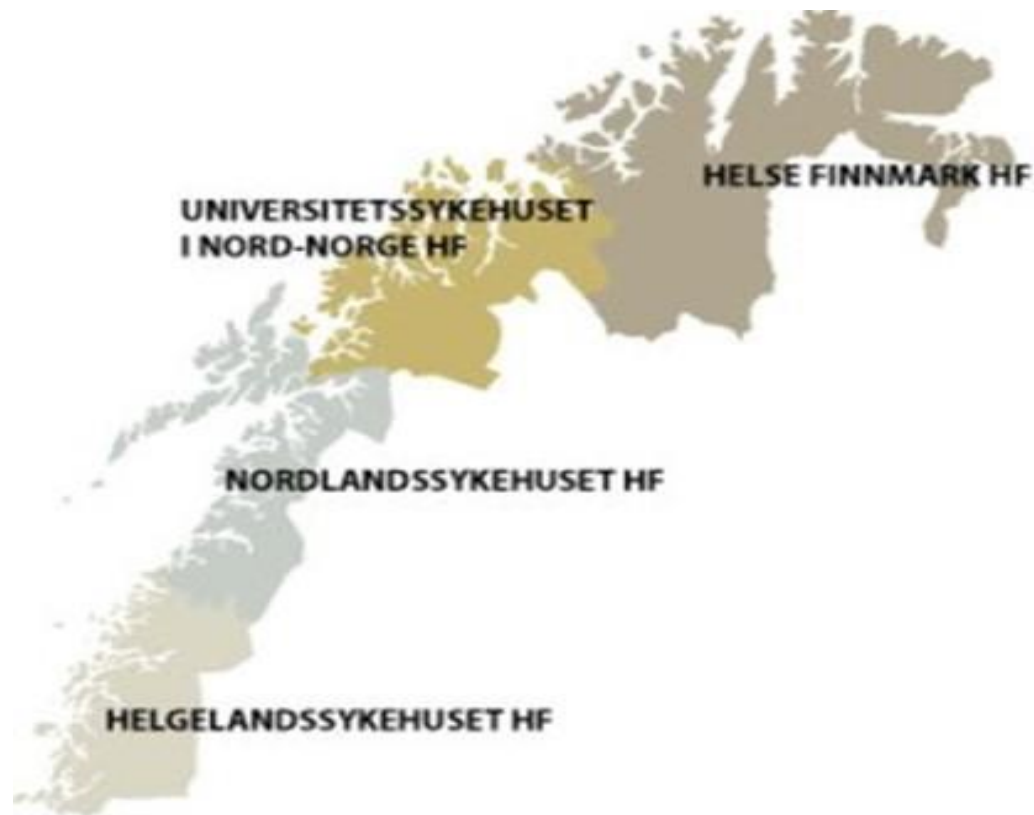 HELSE FINNMARK HF
UNIVERSITETSSYKEHUSET
I NORD-NORGE HF
NORDLANDSSYKEHUSET HF
HELGELANDSSYKEHUSET HF